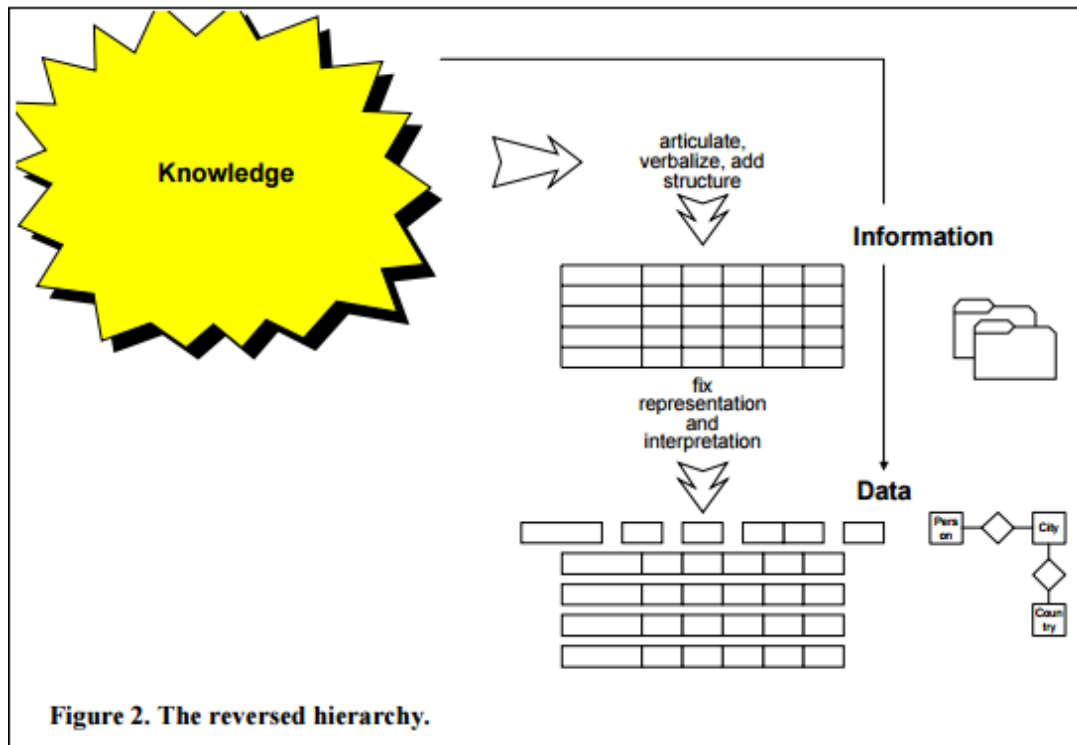 Knowledge
articulate,
verbalize, add
structure
Information
fix
representation
and
interpretation
Data
Pers
on
City
Coun
try
Figure 2. The reversed hierarchy.